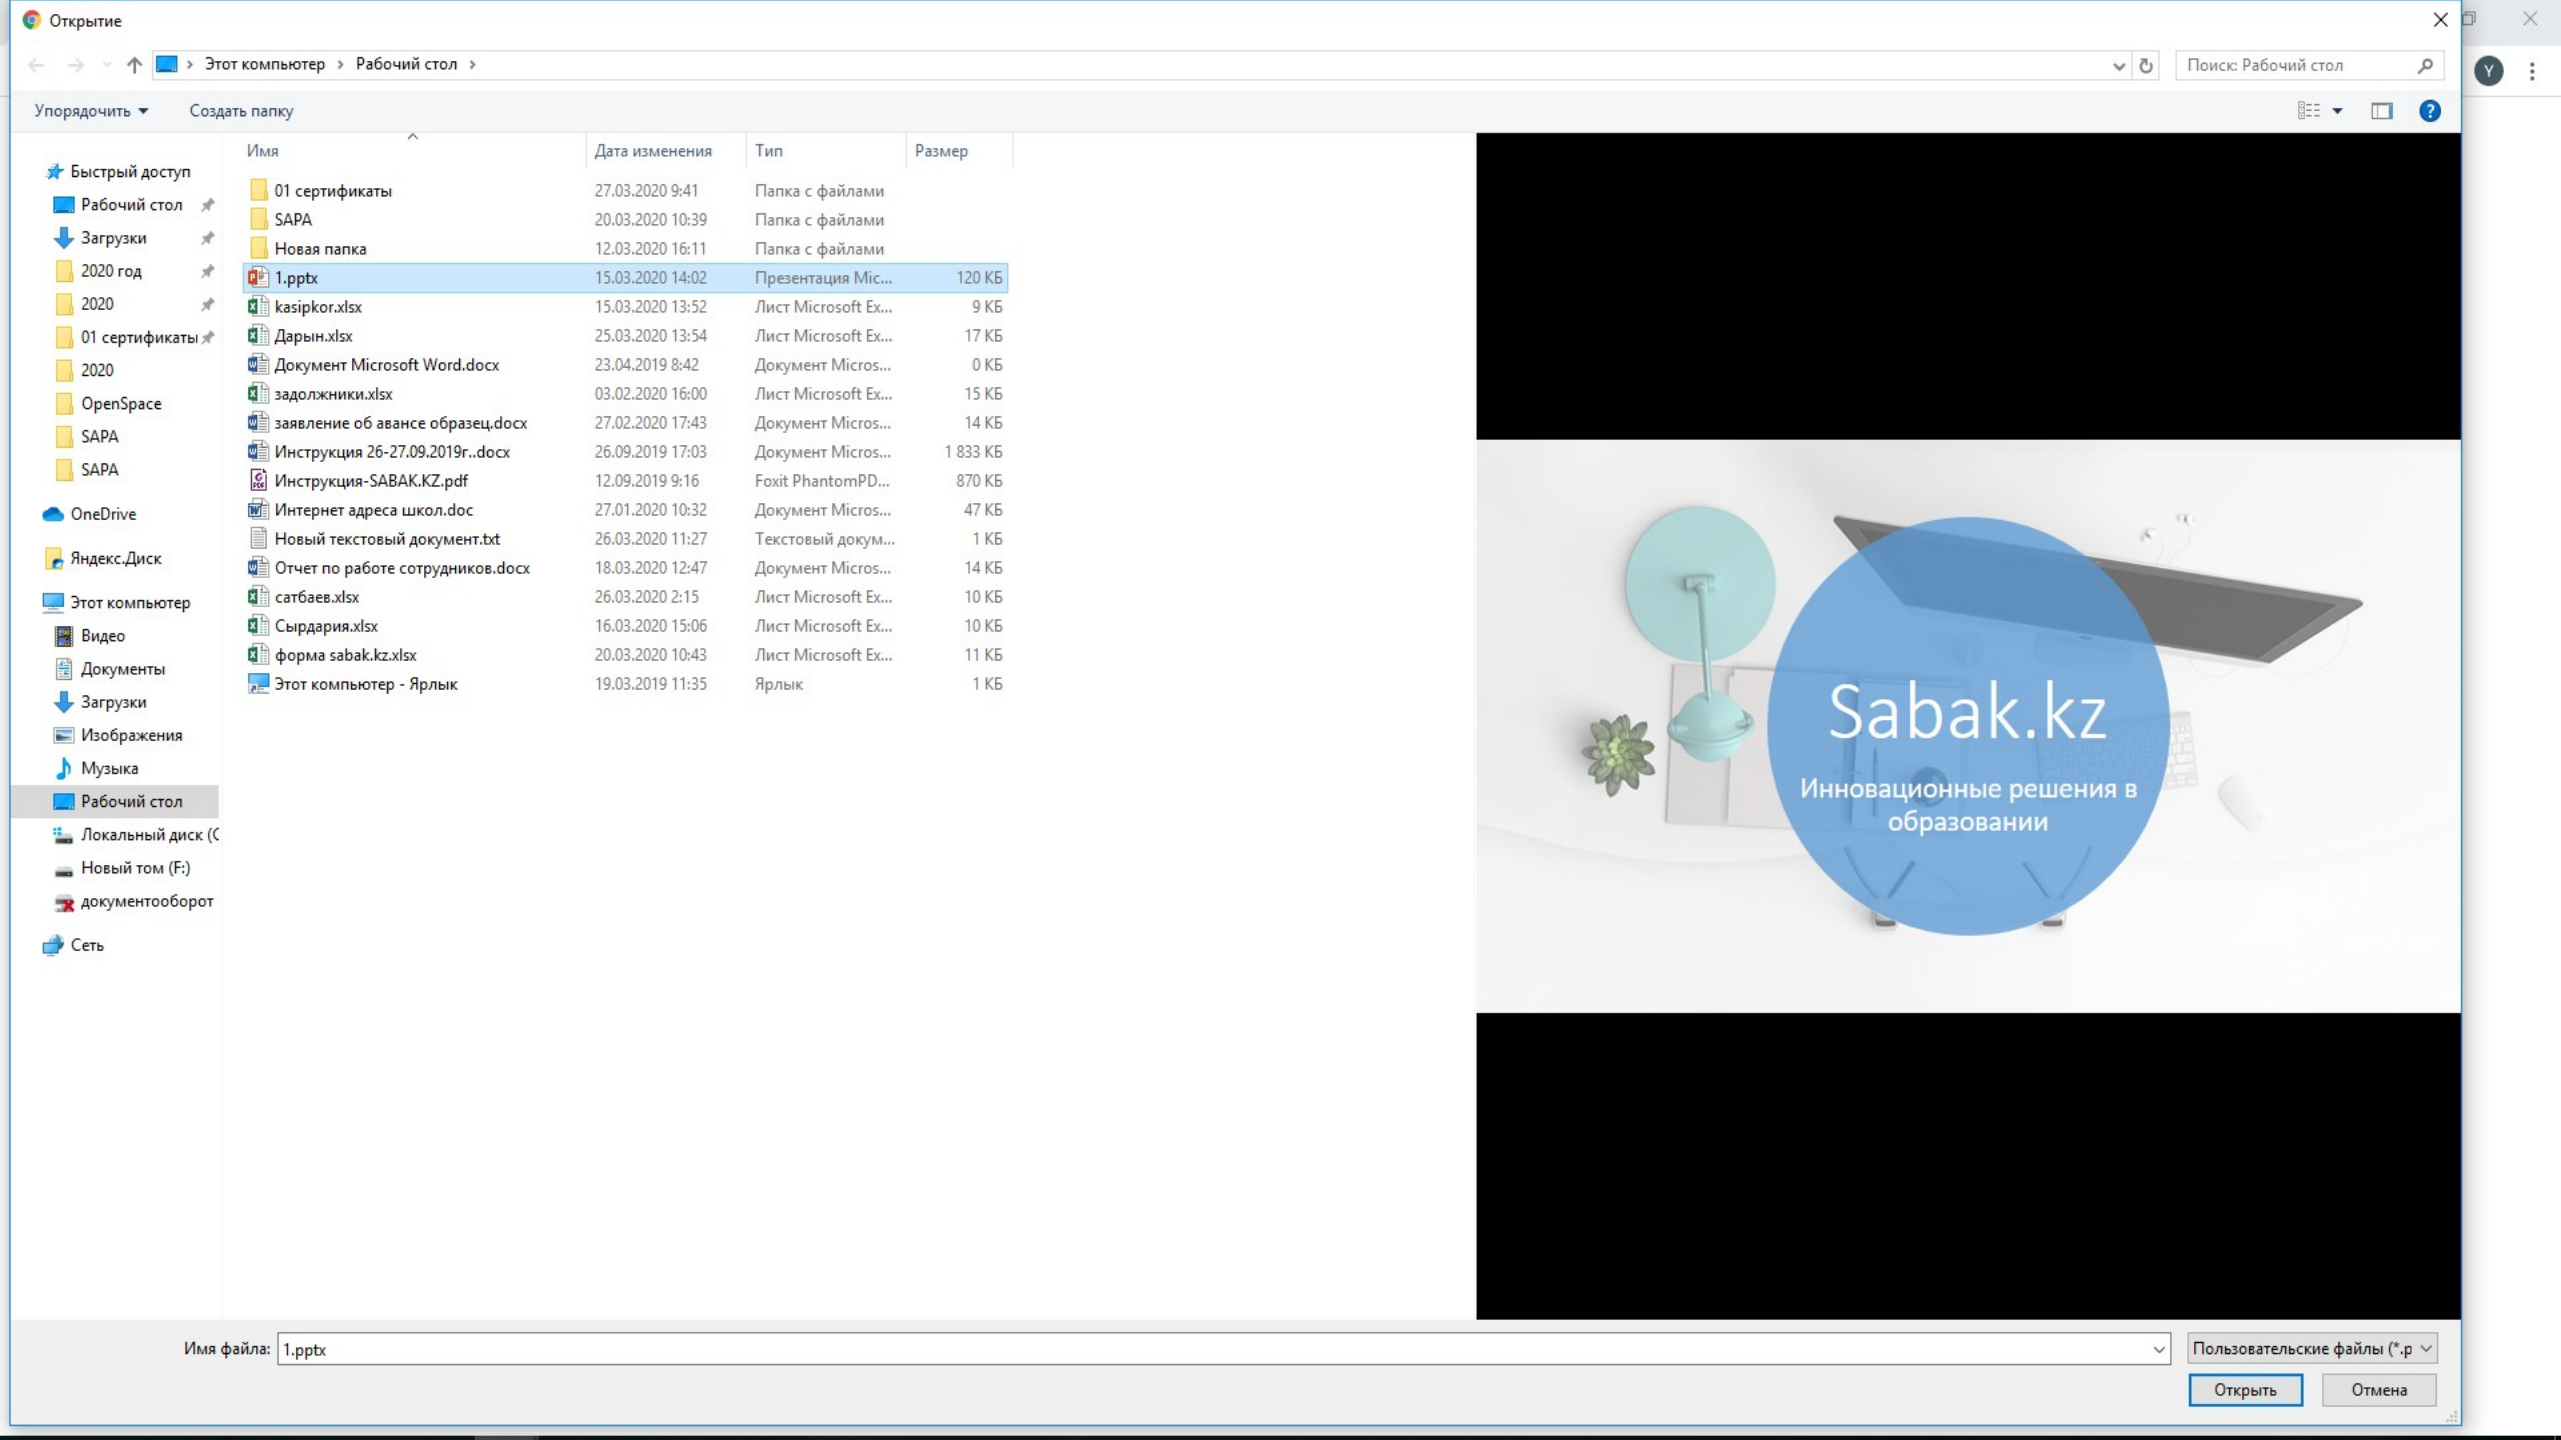 Открытие
Этот компьютер › Рабочий стол ›
Поиск: Рабочий стол
Y
Упорядочить
Создать папку
?
Имя
Дата изменения
Тип
Размер
01 сертификаты 27.03.2020 9:41 Папка с файлами
SAPA 20.03.2020 10:39 Папка с файлами
Новая папка 12.03.2020 16:11 Папка с файлами
1.pptx 15.03.2020 14:02 Презентация Mic... 120 КБ
kasipkor.xlsx 15.03.2020 13:52 Лист Microsoft Ex... 9 КБ
Дарын.xlsx 25.03.2020 13:54 Лист Microsoft Ex... 17 КБ
Документ Microsoft Word.docx 23.04.2019 8:42 Документ Micros... 0 КБ
задолжники.xlsx 03.02.2020 16:00 Лист Microsoft Ex... 15 КБ
заявление об авансе образец.docx 27.02.2020 17:43 Документ Micros... 14 КБ
Инструкция 26-27.09.2019г..docx 26.09.2019 17:03 Документ Micros... 1 833 КБ
Инструкция-SABAK.KZ.pdf 12.09.2019 9:16 Foxit PhantomPD... 870 КБ
Интернет адреса школ.doc 27.01.2020 10:32 Документ Micros... 47 КБ
Новый текстовый документ.txt 26.03.2020 11:27 Текстовый докум... 1 КБ
Отчет по работе сотрудников.docx 18.03.2020 12:47 Документ Micros... 14 КБ
сатбаев.xlsx 26.03.2020 2:15 Лист Microsoft Ex... 10 КБ
Сырдария.xlsx 16.03.2020 15:06 Лист Microsoft Ex... 10 КБ
форма sabak.kz.xlsx 20.03.2020 10:43 Лист Microsoft Ex... 11 КБ
Этот компьютер - Ярлык 19.03.2019 11:35 Ярлык 1 КБ
Быстрый доступ
Рабочий стол
Загрузки
2020 год
2020
01 сертификаты
2020
OpenSpace
SAPA
SAPA
OneDrive
Яндекс.Диск
Этот компьютер
Видео
Документы
Загрузки
Изображения
Музыка
Рабочий стол
Локальный диск (C
Новый том (F:)
документооборот
Сеть
Sabak.kz
Инновационные решения в
образовании
Имя файла: 1.pptx
Пользовательские файлы (*.p
Открыть
Отмена